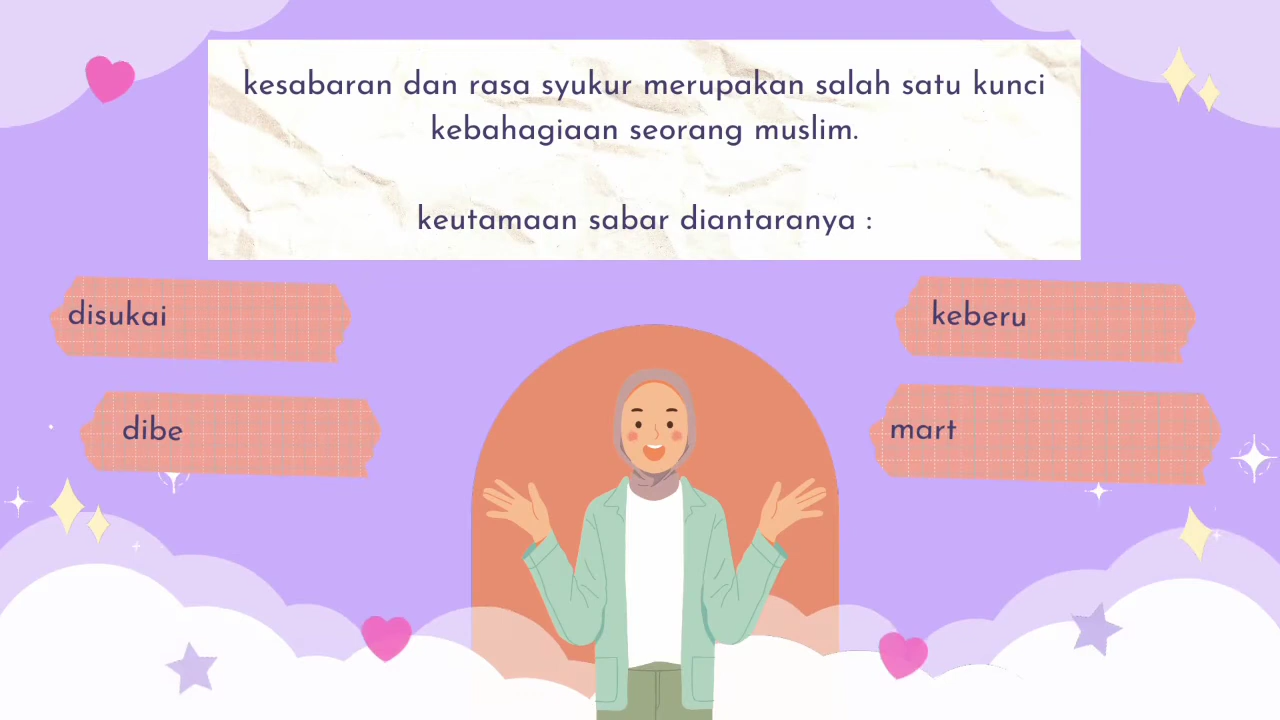 kesabaran dan rasa syukur merupakan salah satu kunci
kebahagiaan seorang muslim.
keutamaan sabar diantaranya :
disukai
keberu
dibe
mart